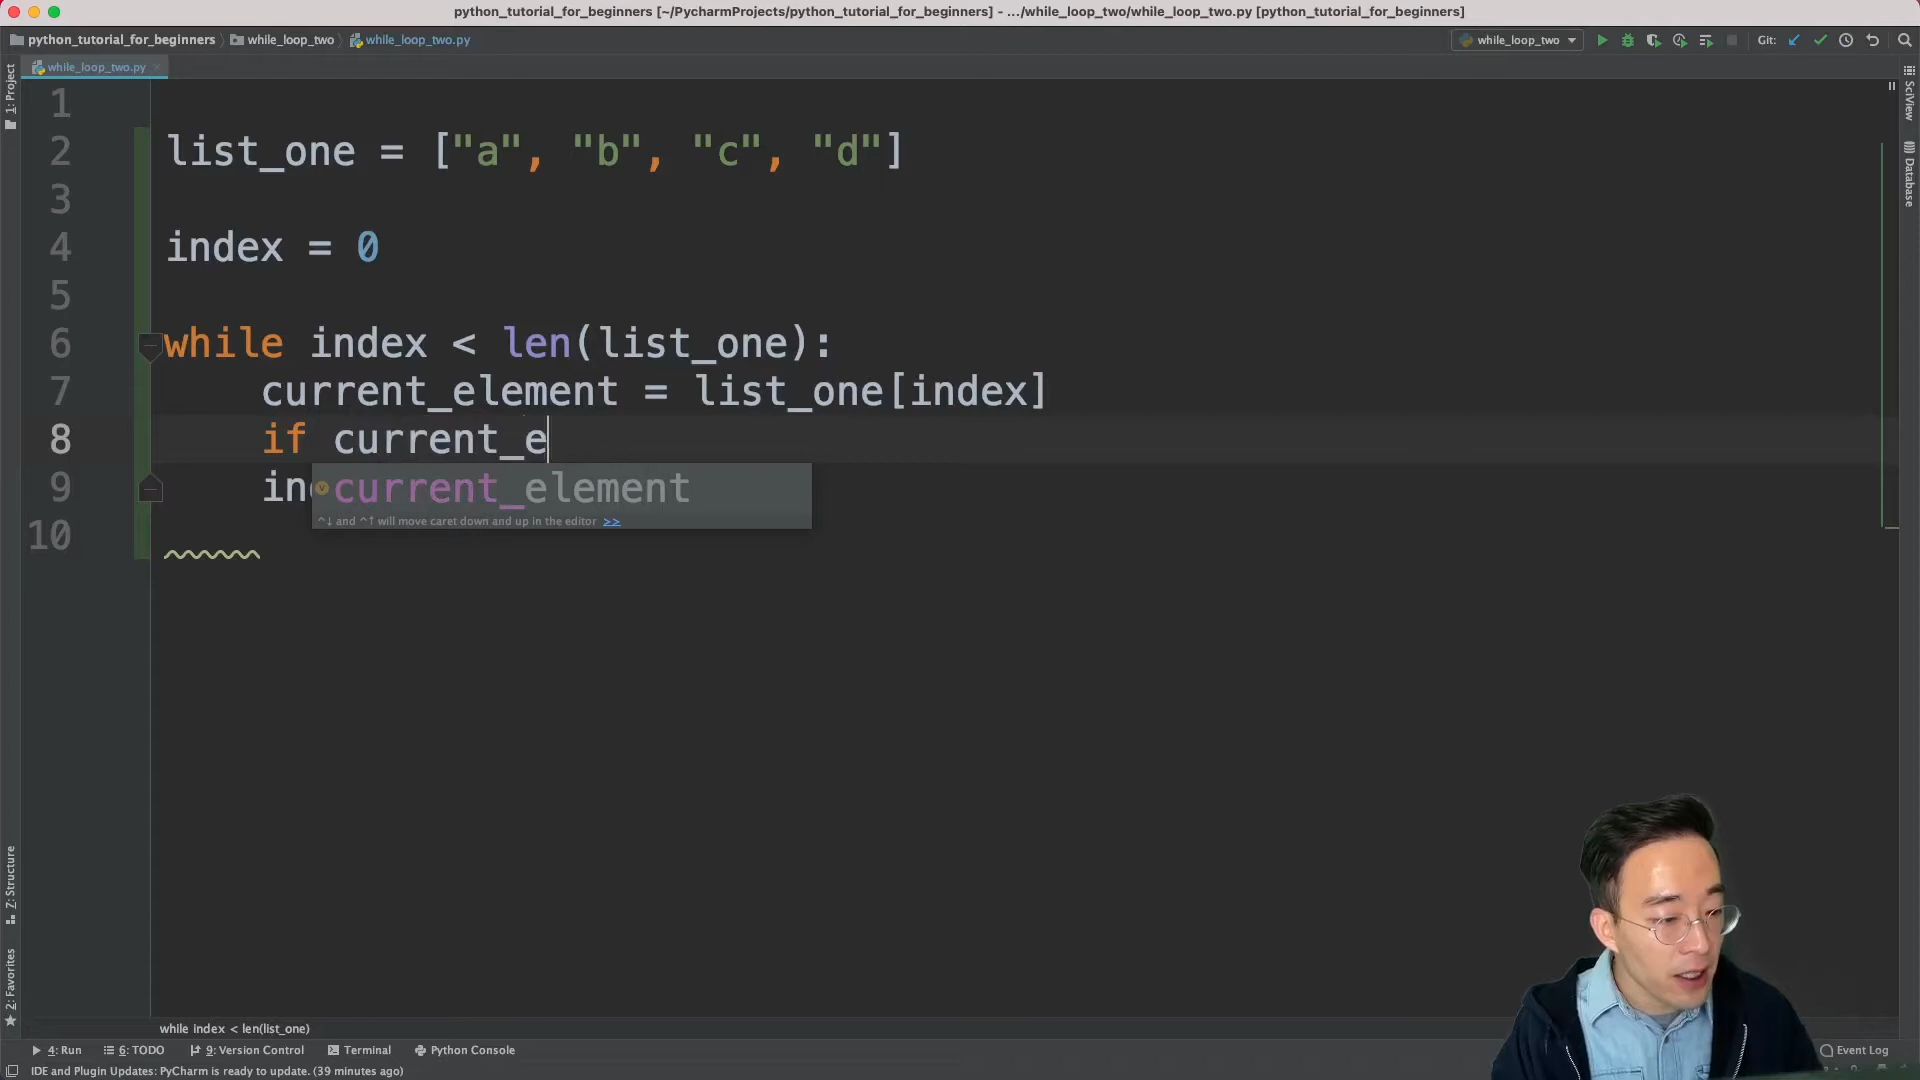 python_tutorial_for_beginners [~/PycharmProjects/python_tutorial_for_beginners] - .../while_loop_two/while_loop_two.py [python_tutorial_for_beginners]
python_tutorial_for_beginners while_loop_two while_loop_two.py
while_loop_two Git:
while_loop_two.py
1: Project
SciView
Database
1
2 list_one = ["a", "b", "c", "d"]
3
4 index = 0
5
6 while index < len(list_one):
7 current_element = list_one[index]
8 if current_e
9 in
current_element
^↓ and ^↑ will move caret down and up in the editor >>
10
Z: Structure
2: Favorites
while index < len(list_one)
4: Run 6: TODO 9: Version Control Terminal Python Console Event Log
IDE and Plugin Updates: PyCharm is ready to update. (39 minutes ago)